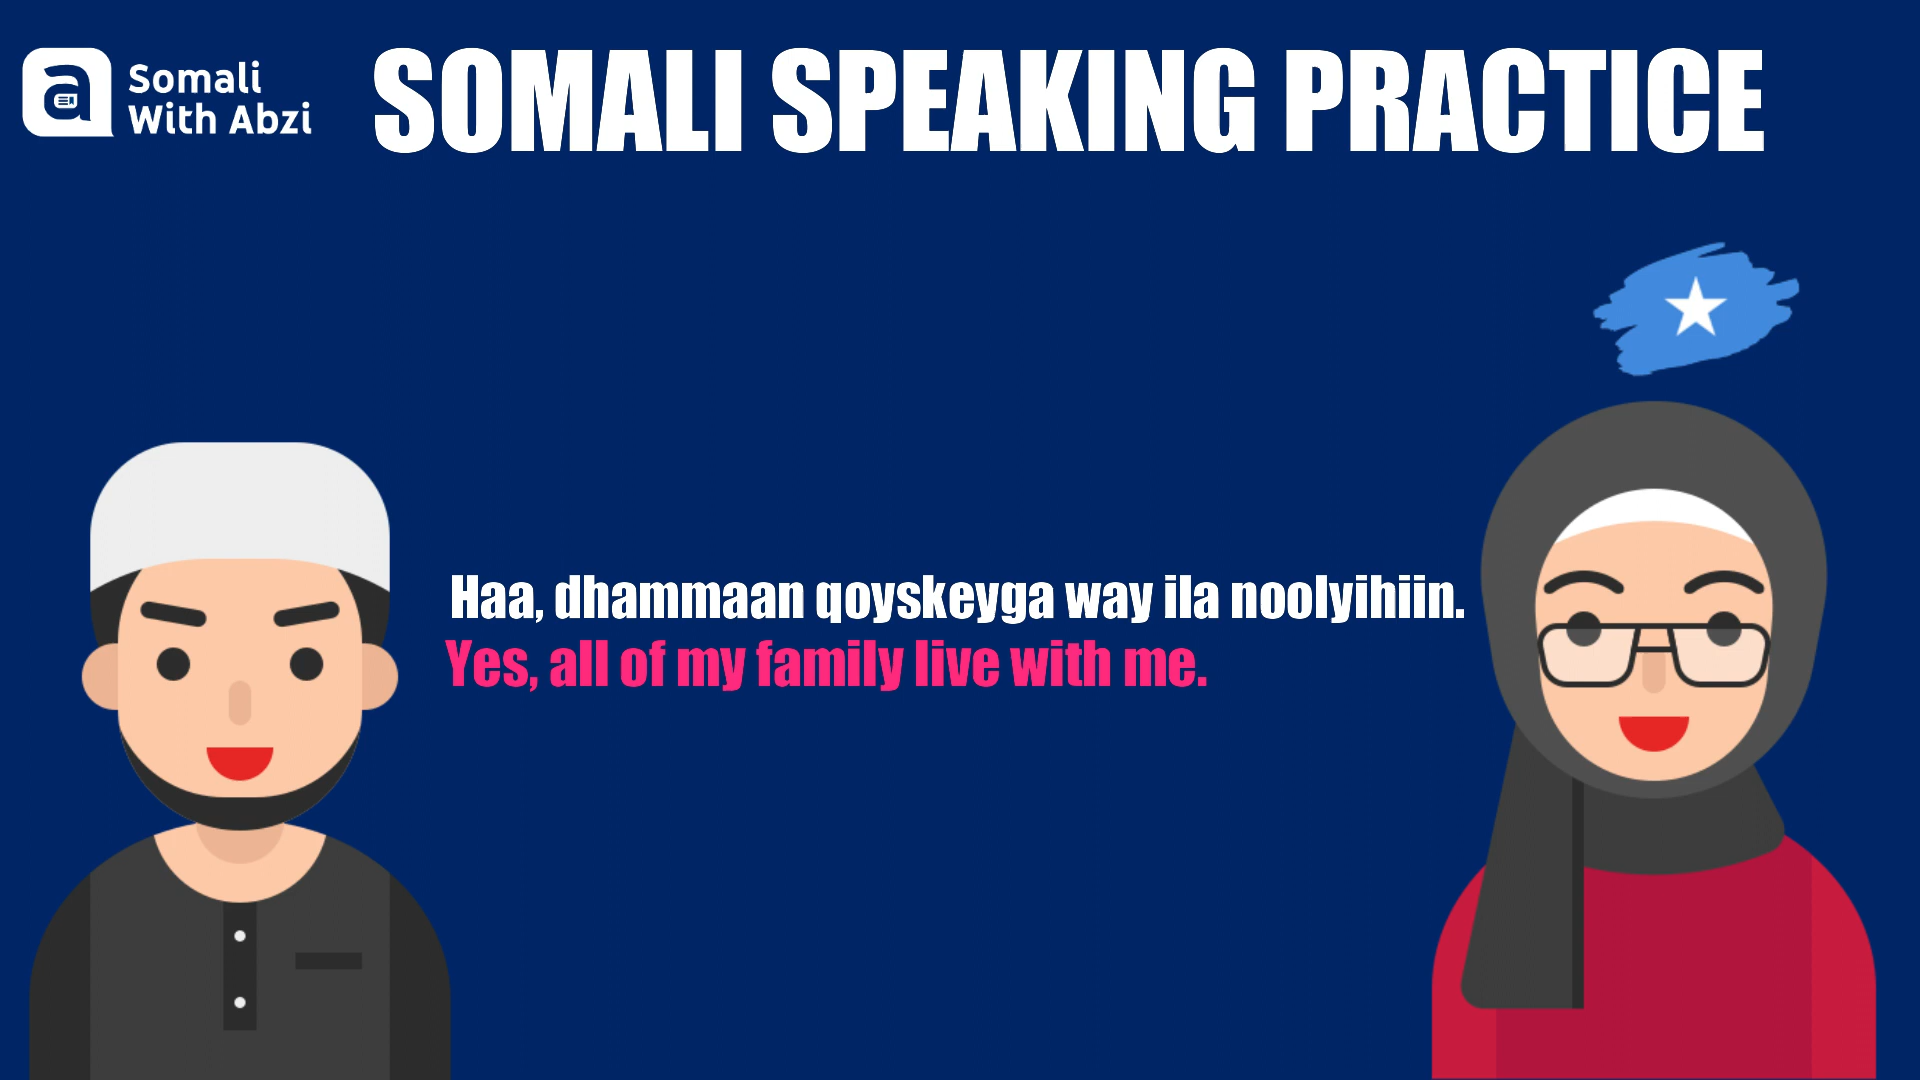 Somali
With Abzi
SOMALI SPEAKING PRACTICE
Haa, dhammaan qoyskeyga way ila noolyihiin.
Yes, all of my family live with me.